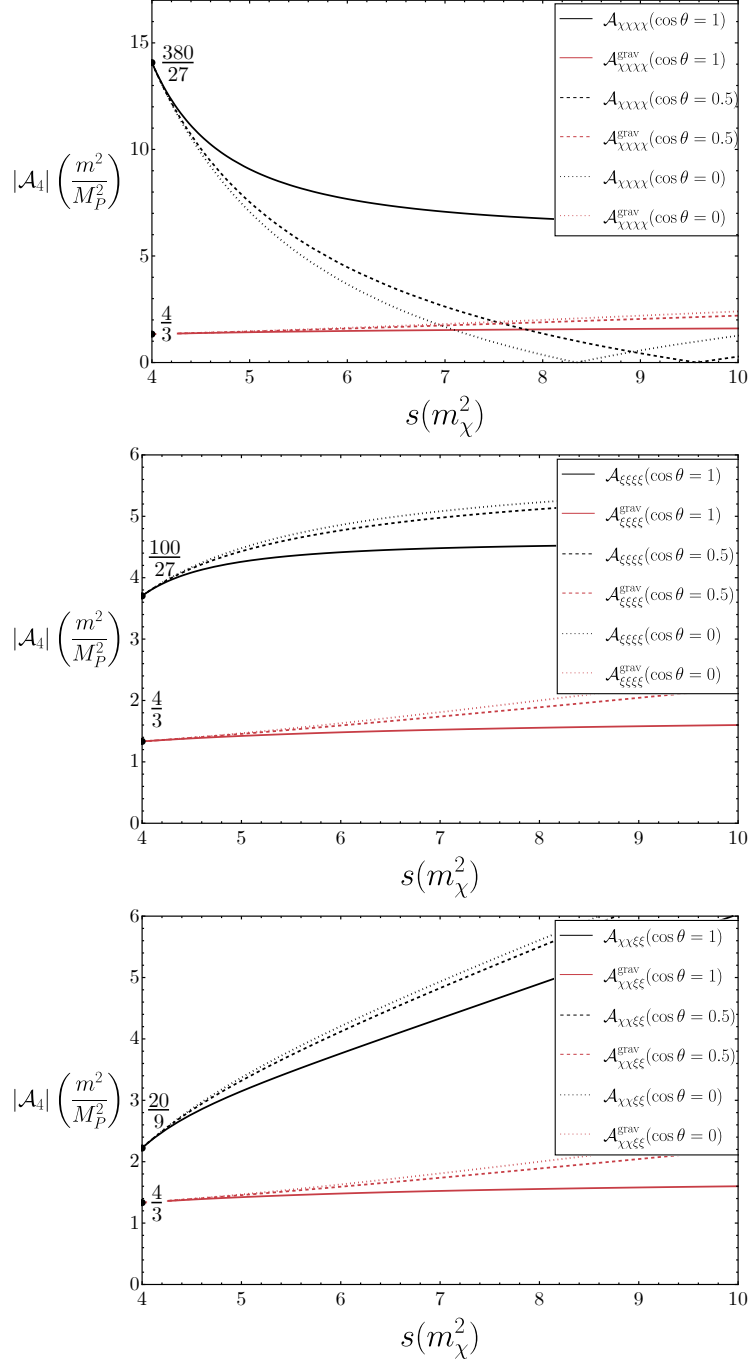 15
10
5
0
|𝒜₄| (m²/M_P²)
380/27
4/3
𝒜_χχχχ(cos θ = 1)
𝒜^grav_χχχχ(cos θ = 1)
𝒜_χχχχ(cos θ = 0.5)
𝒜^grav_χχχχ(cos θ = 0.5)
𝒜_χχχχ(cos θ = 0)
𝒜^grav_χχχχ(cos θ = 0)
4 5 6 7 8 9 10
s(m_χ²)
6
5
4
3
2
1
0
|𝒜₄| (m²/M_P²)
100/27
4/3
𝒜_ξξξξ(cos θ = 1)
𝒜^grav_ξξξξ(cos θ = 1)
𝒜_ξξξξ(cos θ = 0.5)
𝒜^grav_ξξξξ(cos θ = 0.5)
𝒜_ξξξξ(cos θ = 0)
𝒜^grav_ξξξξ(cos θ = 0)
4 5 6 7 8 9 10
s(m_χ²)
6
5
4
3
2
1
0
|𝒜₄| (m²/M_P²)
20/9
4/3
𝒜_χχξξ(cos θ = 1)
𝒜^grav_χχξξ(cos θ = 1)
𝒜_χχξξ(cos θ = 0.5)
𝒜^grav_χχξξ(cos θ = 0.5)
𝒜_χχξξ(cos θ = 0)
𝒜^grav_χχξξ(cos θ = 0)
4 5 6 7 8 9 10
s(m_χ²)